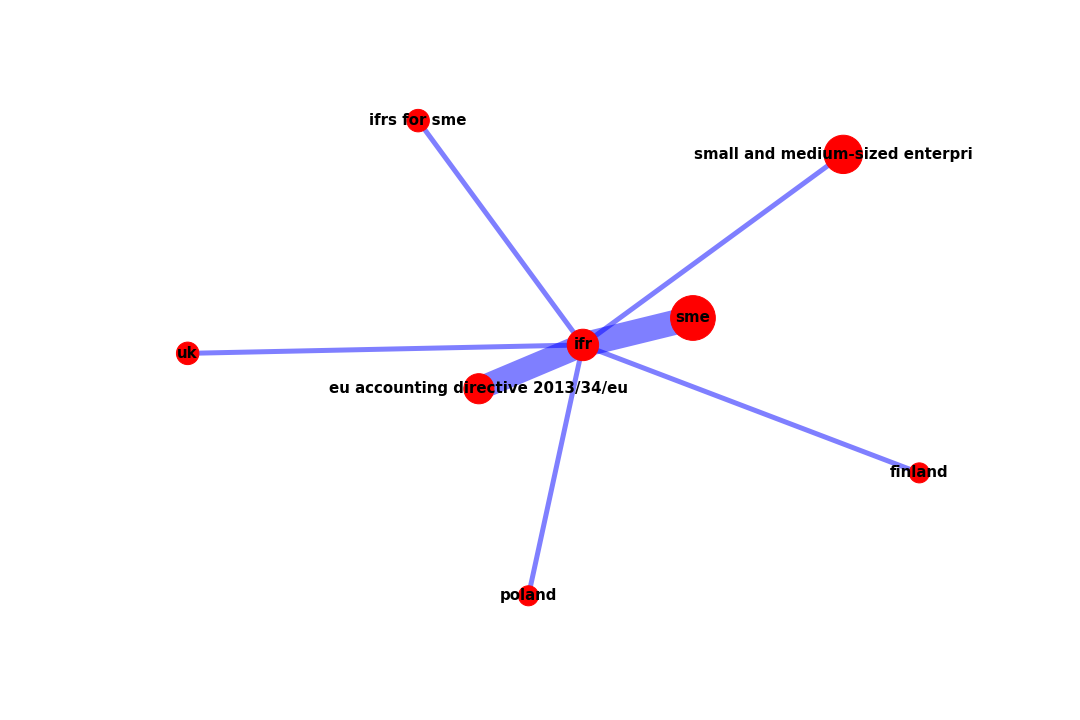 ifrs for sme
small and medium-sized enterpri
sme
ifr
uk
eu accounting directive 2013/34/eu
finland
poland